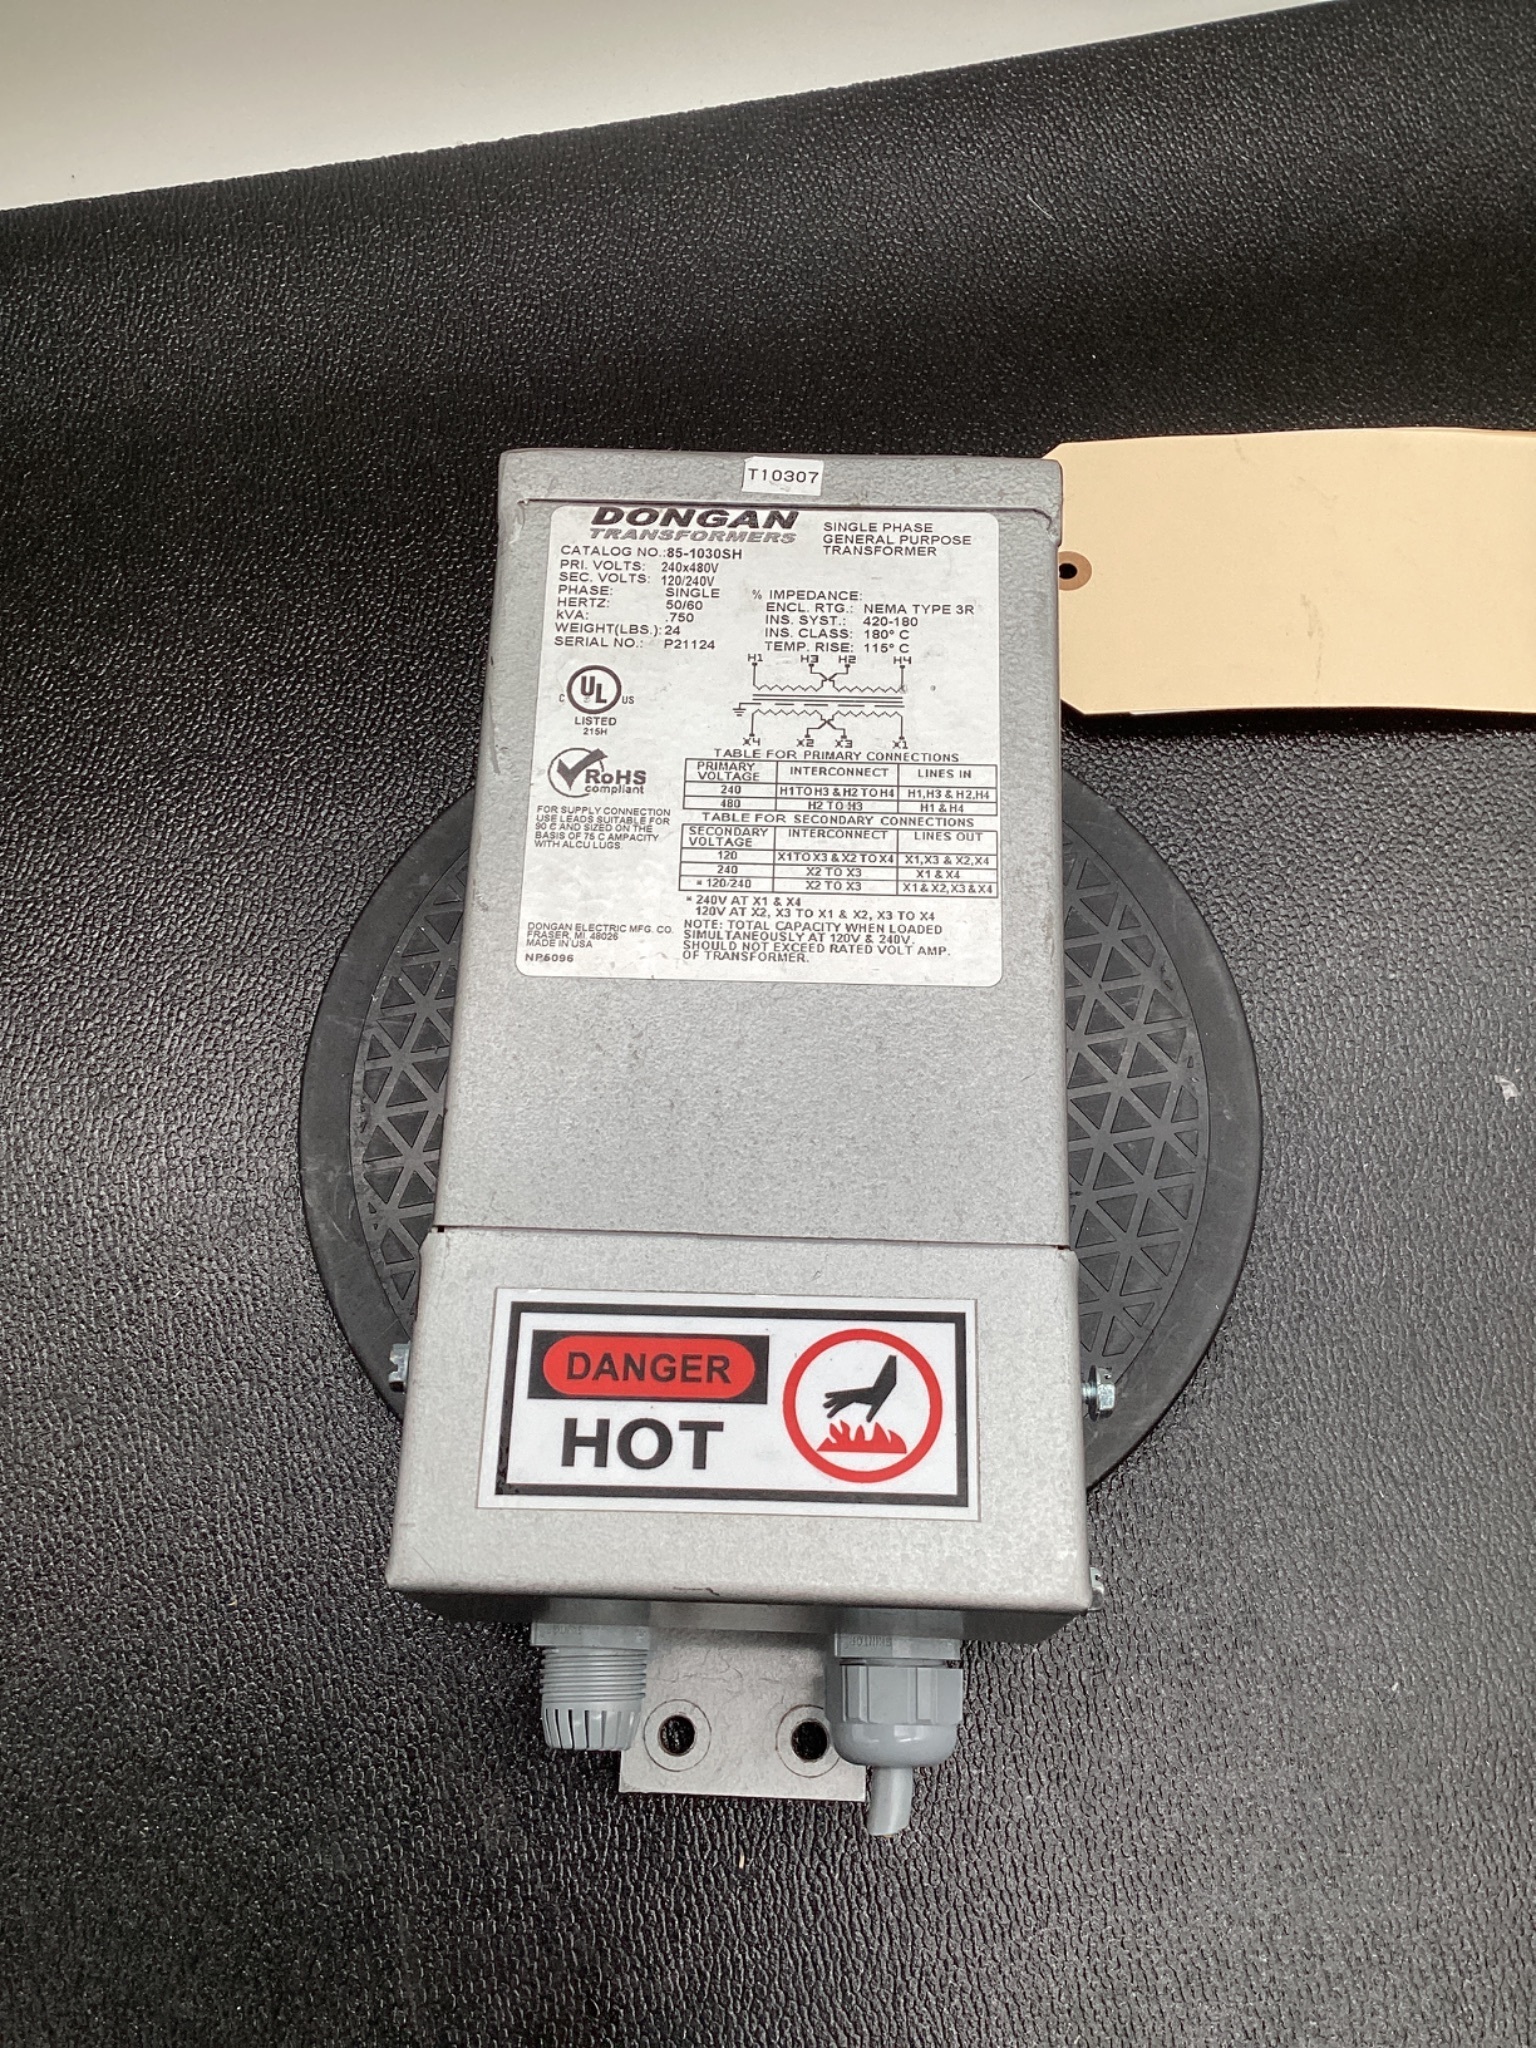 T10307
DONGAN
TRANSFORMERS
SINGLE PHASE
GENERAL PURPOSE
TRANSFORMER
CATALOG NO.:85-1030SH
PRI. VOLTS: 240x480V
SEC. VOLTS: 120/240V
PHASE: SINGLE
HERTZ: 50/60
kVA: .750
WEIGHT(LBS.): 24
SERIAL NO.: P21124
% IMPEDANCE:
ENCL. RTG.: NEMA TYPE 3R
INS. SYST.: 420-180
INS. CLASS: 180° C
TEMP. RISE: 115° C
H1 H3 H2 H4
X4 X2 X3 X1
C UL US
LISTED
215H
RoHS
compliant
FOR SUPPLY CONNECTION
USE LEADS SUITABLE FOR
90 C AND SIZED ON THE
BASIS OF 75 C AMPACITY
WITH ALCU LUGS.
TABLE FOR PRIMARY CONNECTIONS
PRIMARY VOLTAGE INTERCONNECT LINES IN
240 H1 TO H3 & H2 TO H4 H1,H3 & H2,H4
480 H2 TO H3 H1 & H4
TABLE FOR SECONDARY CONNECTIONS
SECONDARY VOLTAGE INTERCONNECT LINES OUT
120 X1 TO X3 & X2 TO X4 X1,X3 & X2,X4
240 X2 TO X3 X1 & X4
* 120/240 X2 TO X3 X1 & X2, X3 & X4
* 240V AT X1 & X4
120V AT X2, X3 TO X1 & X2, X3 TO X4
NOTE: TOTAL CAPACITY WHEN LOADED
SIMULTANEOUSLY AT 120V & 240V.
SHOULD NOT EXCEED RATED VOLT AMP.
OF TRANSFORMER.
DONGAN ELECTRIC MFG. CO.
FRASER, MI. 48026
MADE IN USA
NP5096
DANGER
HOT